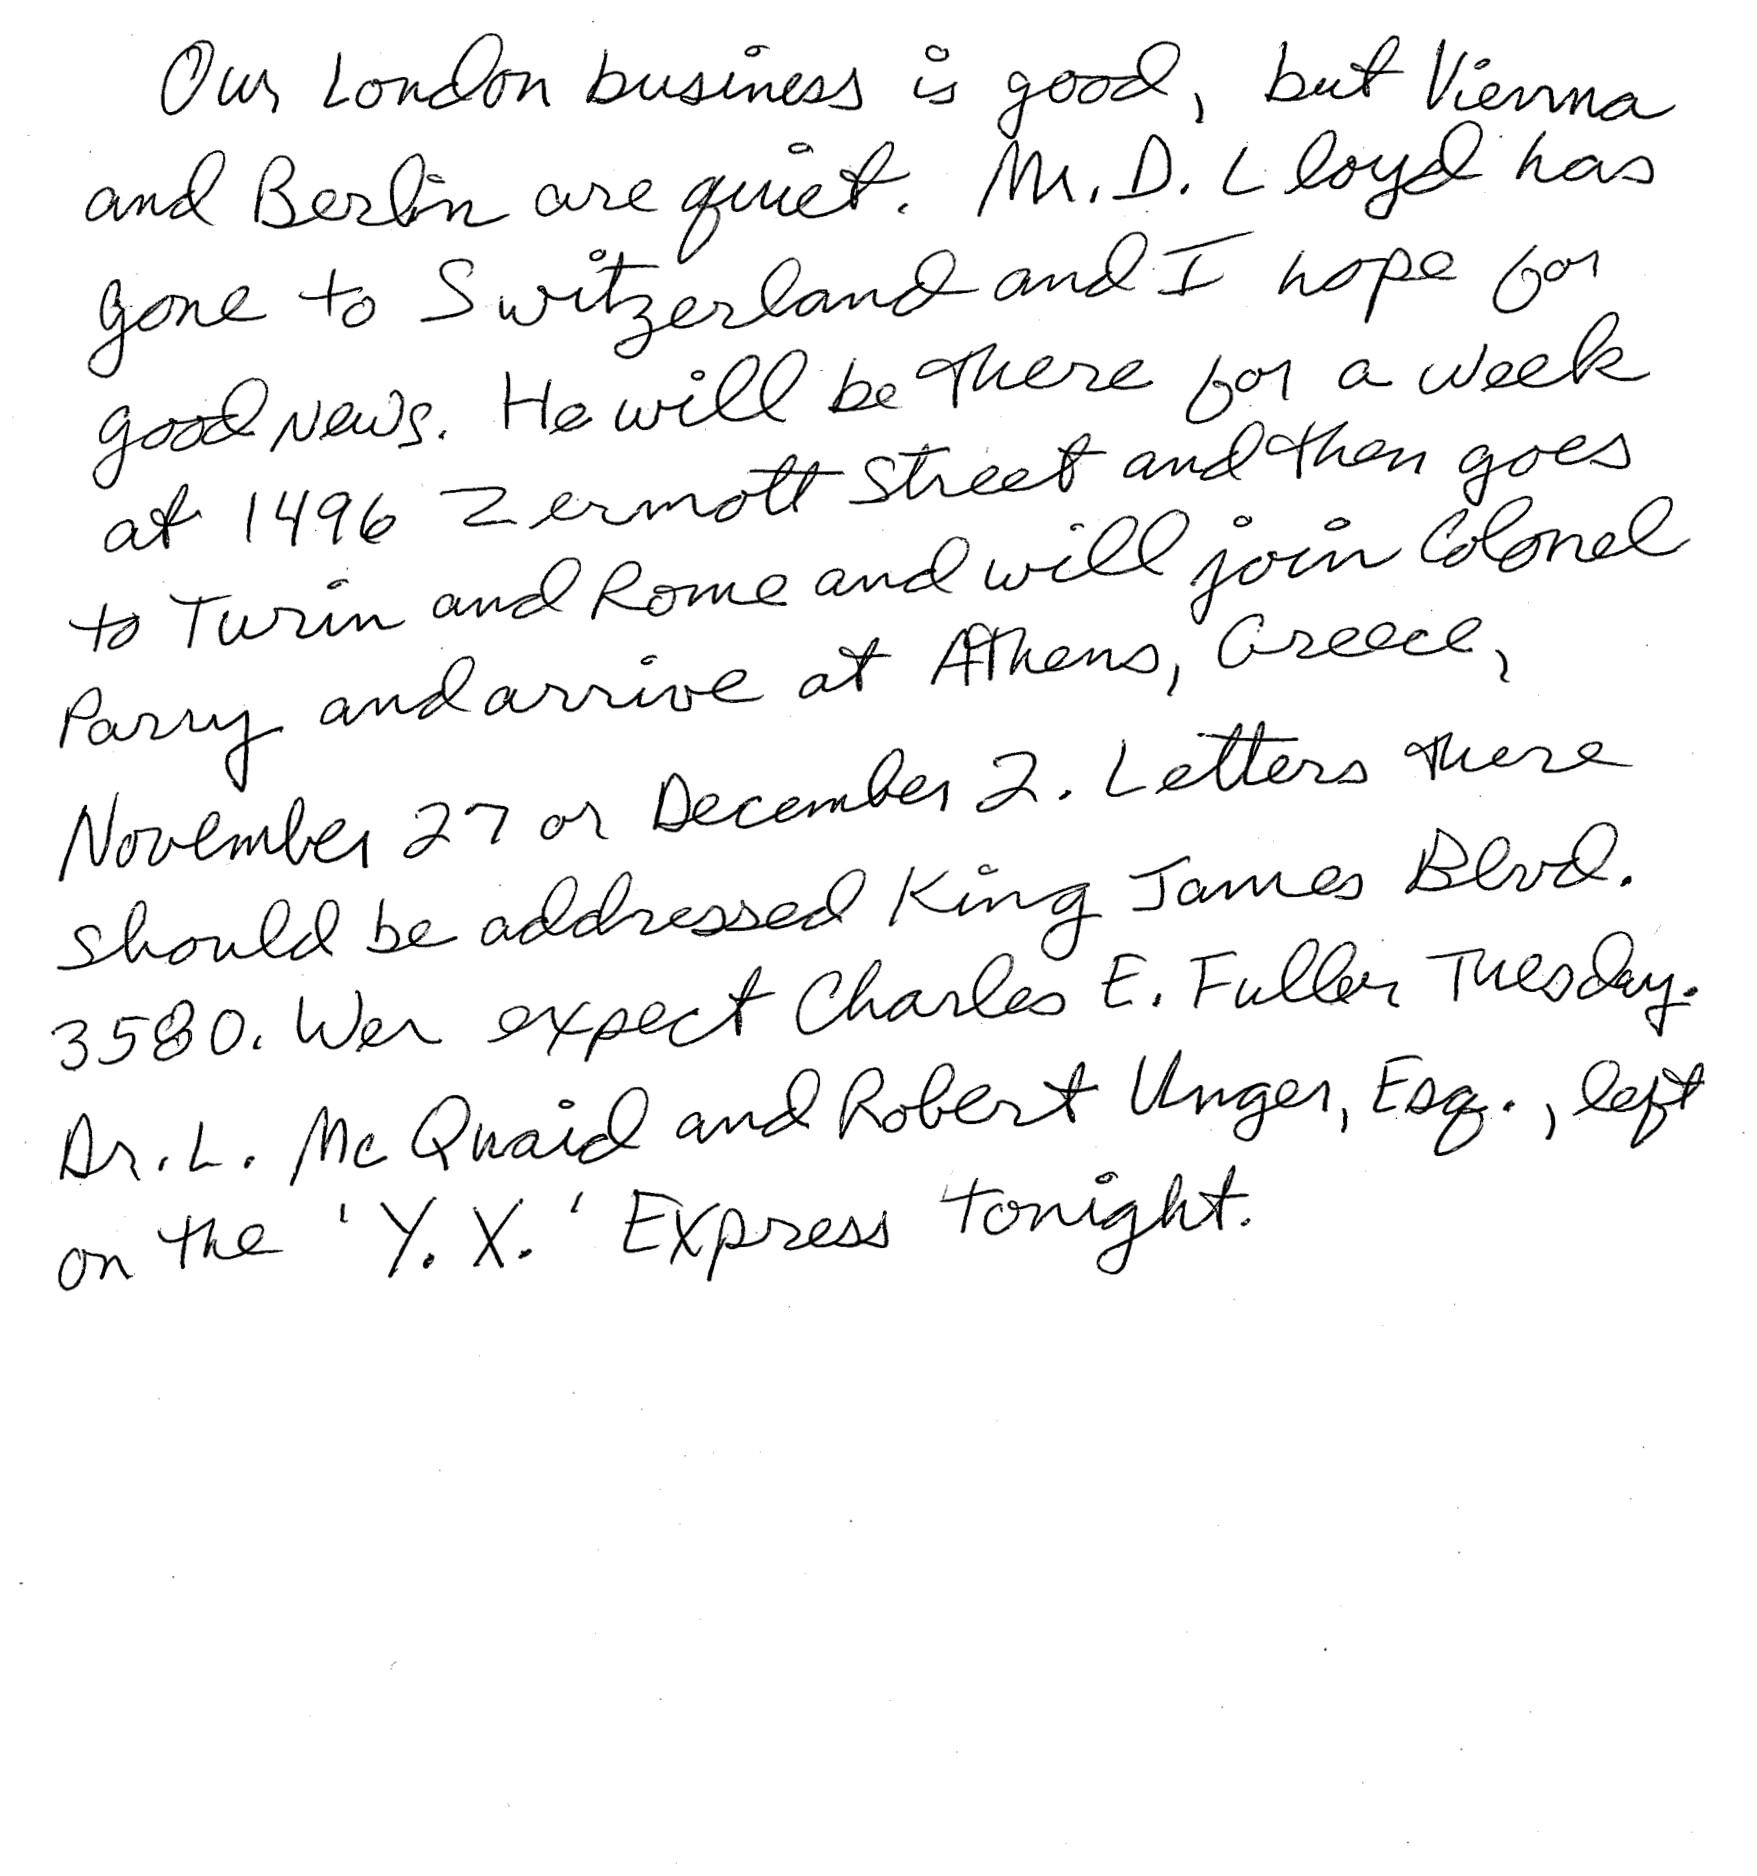 Our London business is good, but Vienna
and Berlin are quiet. Mr. D. Lloyd has
gone to Switzerland and I hope for
good news. He will be there for a week
at 1496 Zermott Street and then goes
to Turin and Rome and will join Colonel
Parry and arrive at Athens, Greece,
November 27 or December 2. Letters there
should be addressed King James Blvd.
3580. Wer expect Charles E. Fuller Tuesday.
Dr. L. McQuaid and Robert Unger, Esq., left
on the 'Y. X.' Express tonight.